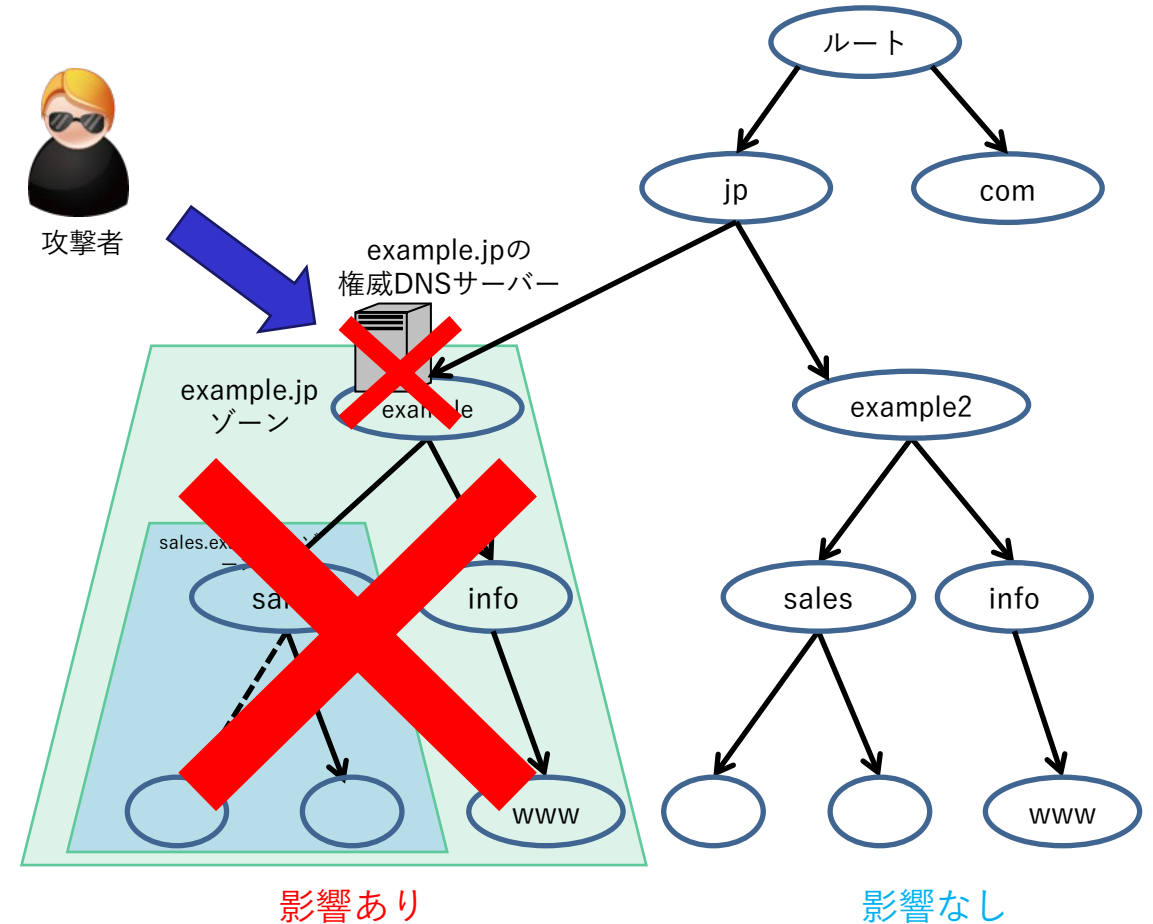 ルート
jp
com
攻撃者
example.jpの
権威DNSサーバー
example.jp
ゾーン
example
example2
sales
info
sales
info
www
www
影響あり
影響なし